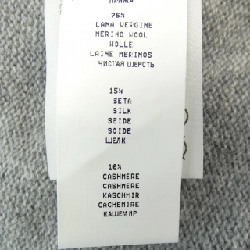 75%
LANA VERGINE
MERINO WOOL
WOLLE
LAINE MERINOS
ЧИСТАЯ ШЕРСТЬ
15%
SETA
SILK
SEIDE
SOIDE
ШЕЛК
10%
CASHMERE
CASHMERE
KASCHMIR
CACHEMIRE
КАШЕМИР